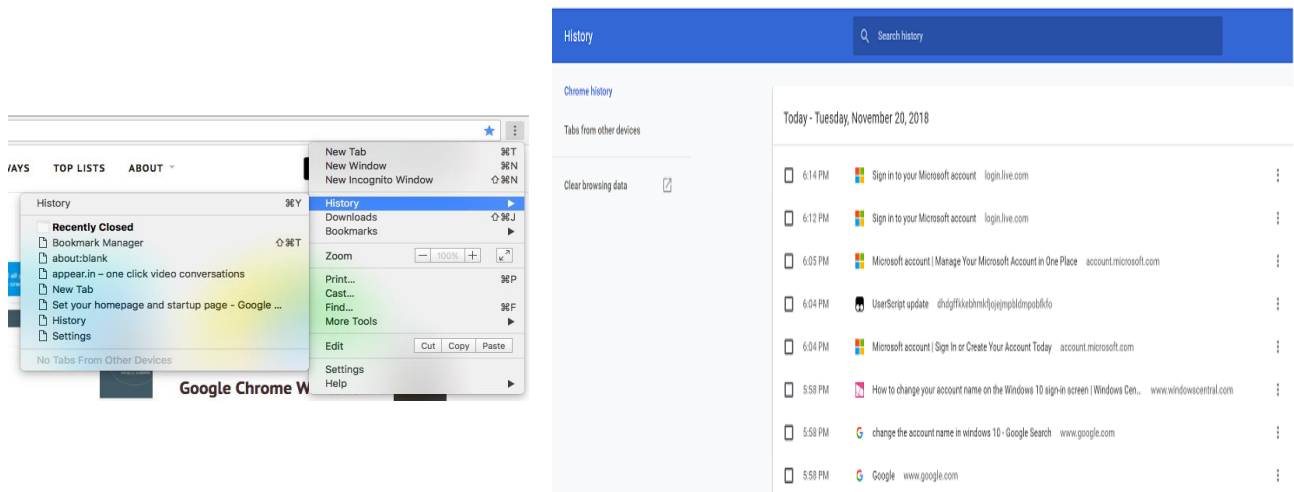 WAYS TOP LISTS ABOUT
New Tab ⌘T
New Window ⌘N
New Incognito Window ⇧⌘N
History
Downloads ⇧⌘J
Bookmarks
Zoom 100%
Print... ⌘P
Cast...
Find... ⌘F
More Tools
Edit Cut Copy Paste
Settings
Help
History ⌘Y
Recently Closed
Bookmark Manager ⇧⌘T
about:blank
appear.in – one click video conversations
New Tab
Set your homepage and startup page - Google ...
History
Settings
No Tabs From Other Devices
Google Chrome W
History
Search history
Chrome history
Tabs from other devices
Clear browsing data
Today - Tuesday, November 20, 2018
6:14 PM Sign in to your Microsoft account login.live.com
6:12 PM Sign in to your Microsoft account login.live.com
6:05 PM Microsoft account | Manage Your Microsoft Account in One Place account.microsoft.com
6:04 PM UserScript update dhdgffkkebhmkfjojejmpbldmpobfkfo
6:04 PM Microsoft account | Sign In or Create Your Account Today account.microsoft.com
5:58 PM How to change your account name on the Windows 10 sign-in screen | Windows Cen... www.windowscentral.com
5:58 PM change the account name in windows 10 - Google Search www.google.com
5:58 PM Google www.google.com